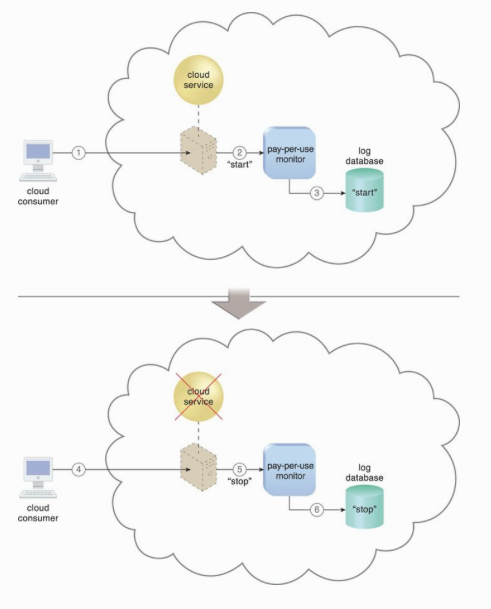 cloud
service
1
2
"start"
pay-per-use
monitor
log
database
3
"start"
cloud
consumer
cloud
service
4
5
"stop"
pay-per-use
monitor
log
database
6
"stop"
cloud
consumer